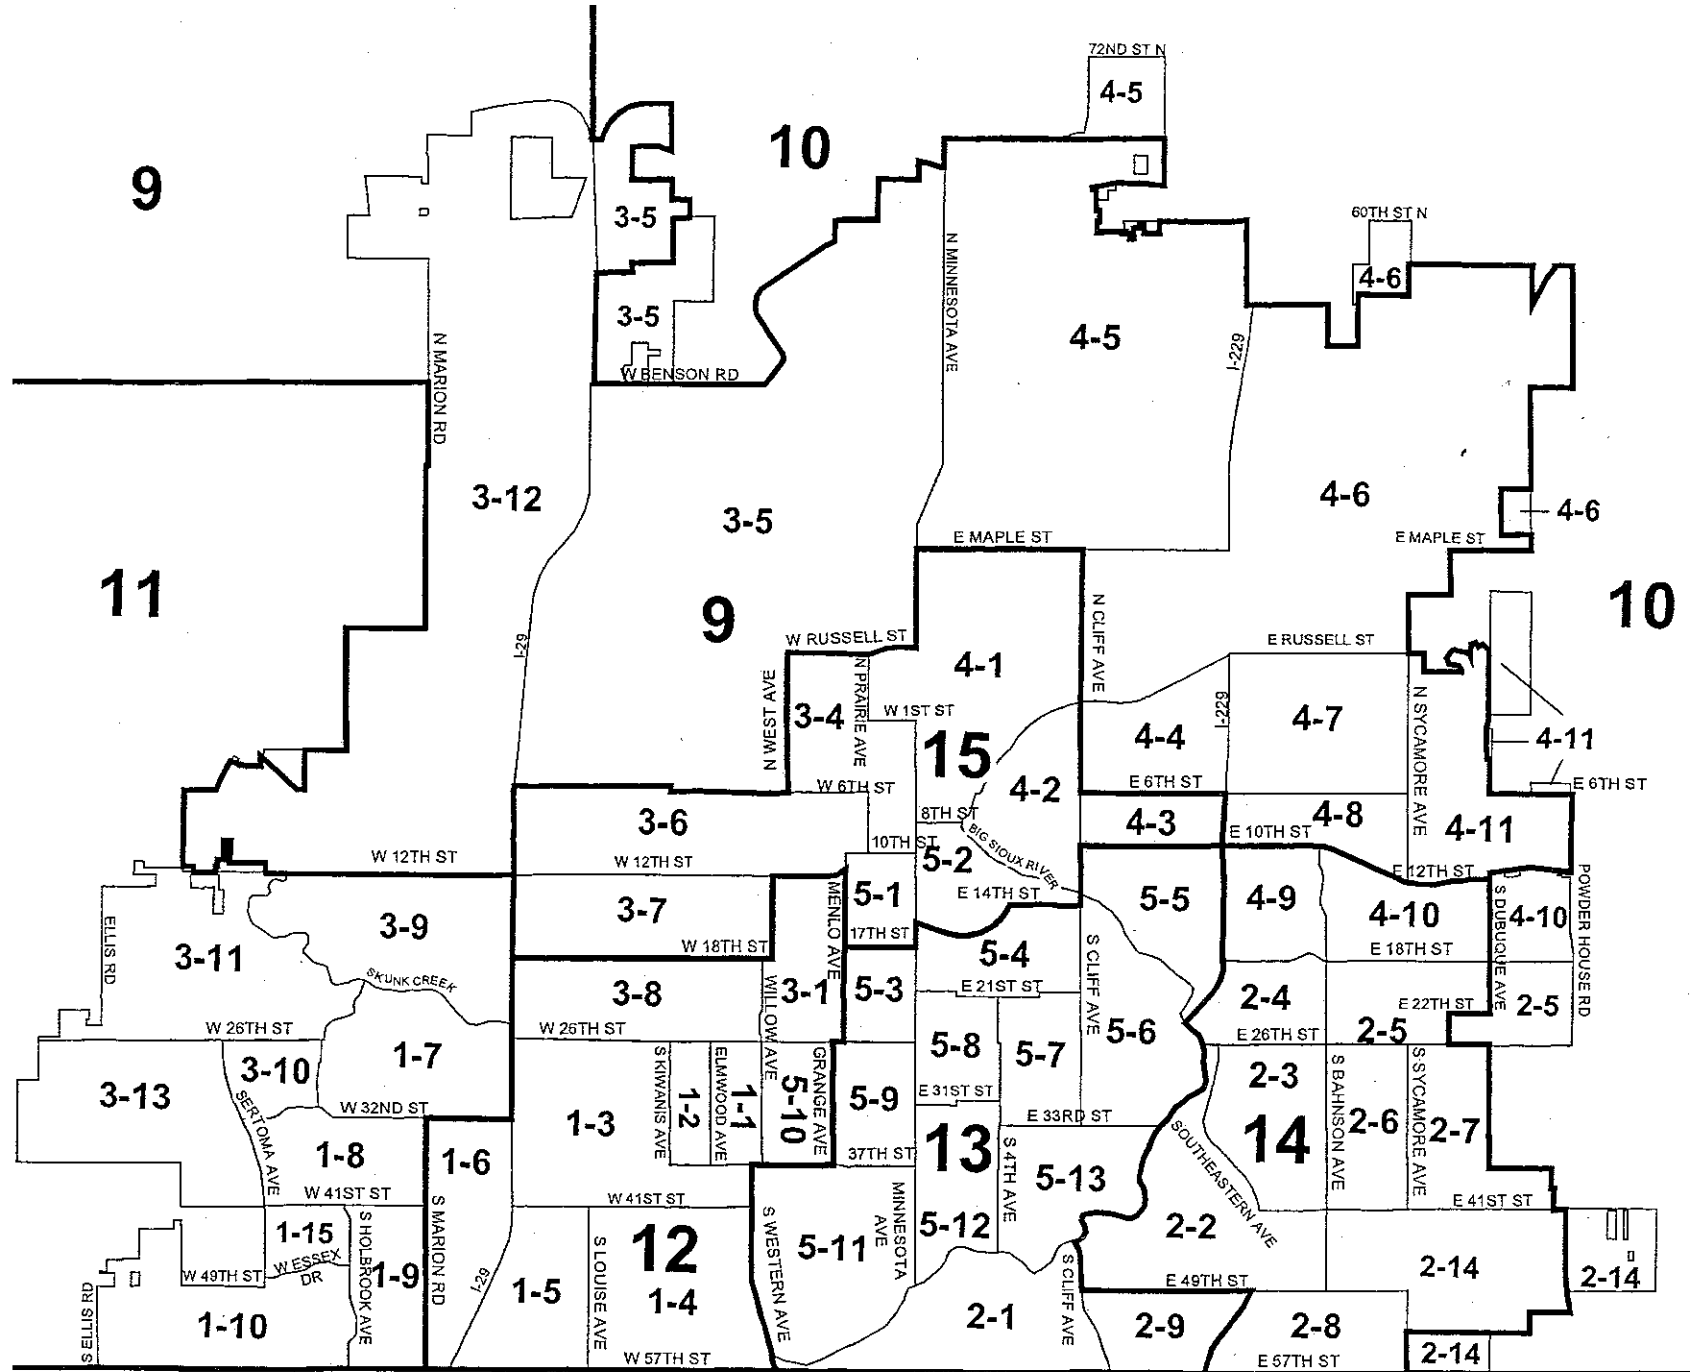 72ND ST N
4-5
10
9
60TH ST N
3-5
4-6
N MINNESOTA AVE
3-5
4-5
I-229
N MARION RD
W BENSON RD
3-12
3-5
4-6
4-6
E MAPLE ST
E MAPLE ST
11
9
10
N CLIFF AVE
I-29
W RUSSELL ST
E RUSSELL ST
4-1
N WEST AVE
N PRAIRIE AVE
3-4
W 1ST ST
I-229
4-7
N SYCAMORE AVE
15
4-4
4-11
W 6TH ST
4-2
E 6TH ST
E 6TH ST
3-6
8TH ST
4-3
E 10TH ST
4-8
4-11
10TH ST
BIG SIOUX RIVER
W 12TH ST
W 12TH ST
5-2
E 12TH ST
MENLO AVE
5-1
E 14TH ST
5-5
4-9
4-10
S DUBUQUE AVE
4-10
POWDER HOUSE RD
ELLIS RD
3-9
3-7
3-11
W 18TH ST
17TH ST
5-4
S CLIFF AVE
E 18TH ST
SKUNK CREEK
3-8
WILLOW AVE
3-1
5-3
E 21ST ST
2-4
E 22TH ST
2-5
W 26TH ST
W 26TH ST
5-6
E 26TH ST
2-5
1-7
5-8
5-7
3-10
S KIWANIS AVE
1-2
ELMWOOD AVE
1-1
5-10
GRANGE AVE
2-3
S BAHNSON AVE
S SYCAMORE AVE
3-13
SERTOMA AVE
W 32ND ST
1-3
5-9
E 31ST ST
E 33RD ST
2-6
2-7
1-8
1-6
37TH ST
13
S 4TH AVE
SOUTHEASTERN AVE
14
5-13
W 41ST ST
W 41ST ST
E 41ST ST
1-15
S HOLBROOK AVE
S MARION RD
12
S WESTERN AVE
MINNESOTA
AVE
5-12
2-2
W ESSEX
DR
W 49TH ST
1-9
I-29
1-5
S LOUISE AVE
5-11
S CLIFF AVE
E 49TH ST
2-14
2-14
S ELLIS RD
1-10
1-4
2-1
2-9
2-8
W 57TH ST
E 57TH ST
2-14